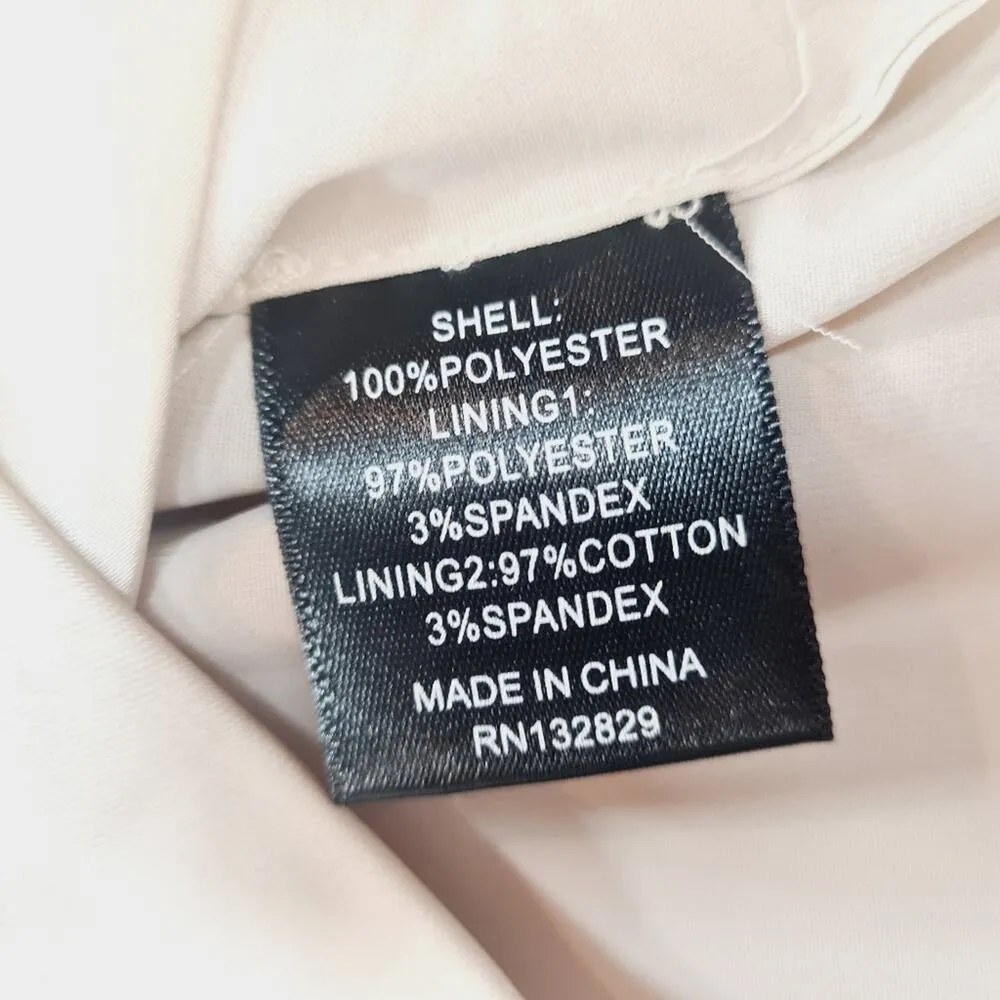 SHELL:
100%POLYESTER
LINING1:
97%POLYESTER
3%SPANDEX
LINING2:97%COTTON
3%SPANDEX
MADE IN CHINA
RN132829